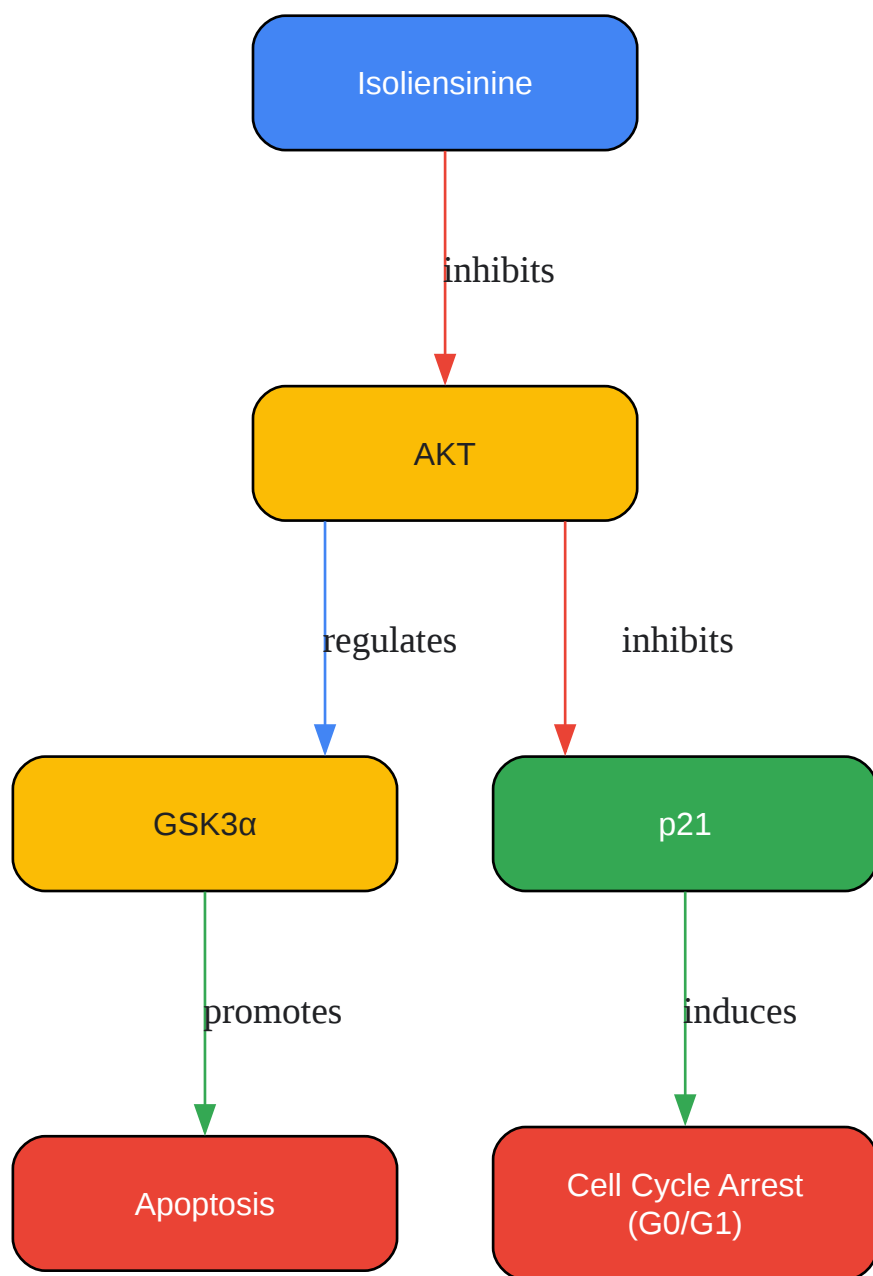 Isoliensinine
inhibits
AKT
regulates
inhibits
GSK3α
p21
promotes
induces
Apoptosis
Cell Cycle Arrest
(G0/G1)